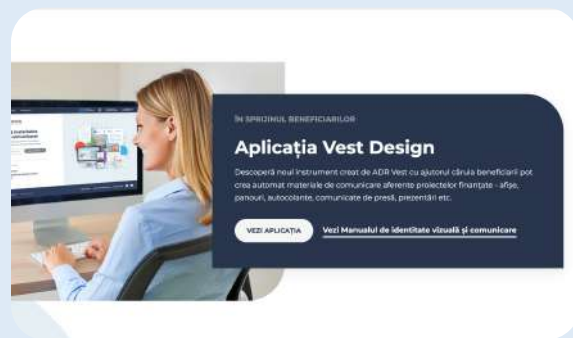 ÎN SPRIJINUL BENEFICIARILOR
Aplicația Vest Design
Descoperă noul instrument creat de ADR Vest cu ajutorul căruia beneficiarii pot
crea automat materiale de comunicare aferente proiectelor finanțate - afișe,
panouri, autocolante, comunicate de presă, prezentări etc.
VEZI APLICAȚIA
Vezi Manualul de identitate vizuală și comunicare